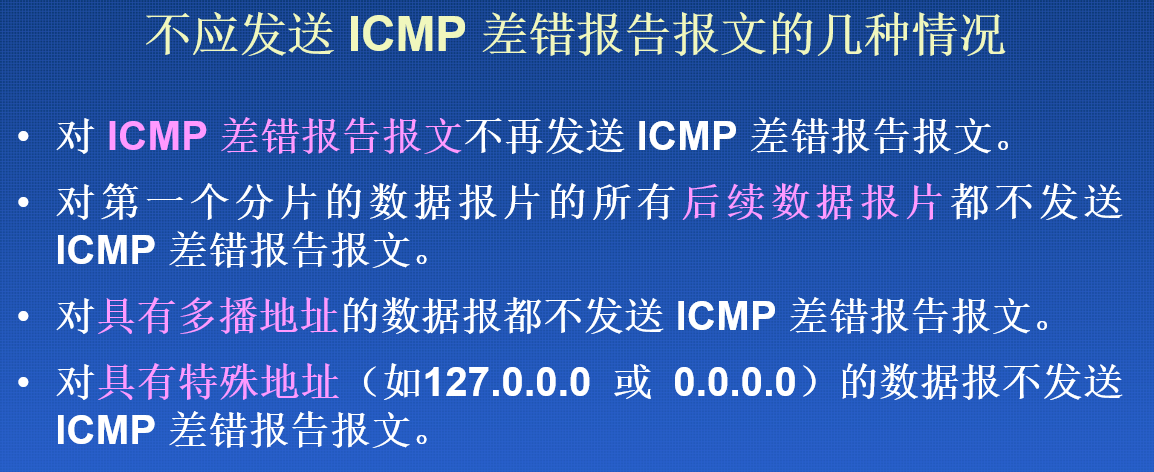 不应发送 ICMP 差错报告报文的几种情况
• 对 ICMP 差错报告报文不再发送 ICMP 差错报告报文。
• 对第一个分片的数据报片的所有后续数据报片都不发送
ICMP 差错报告报文。
• 对具有多播地址的数据报都不发送 ICMP 差错报告报文。
• 对具有特殊地址（如127.0.0.0 或 0.0.0.0）的数据报不发送
ICMP 差错报告报文。